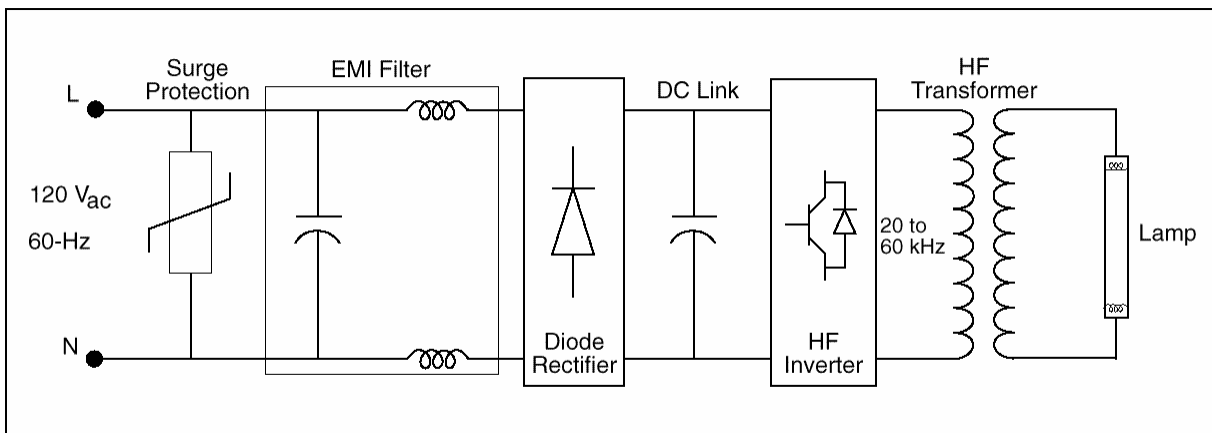 Surge
Protection
EMI Filter
DC Link
HF
Transformer
L
120 Vac
60-Hz
20 to
60 kHz
Lamp
N
Diode
Rectifier
HF
Inverter